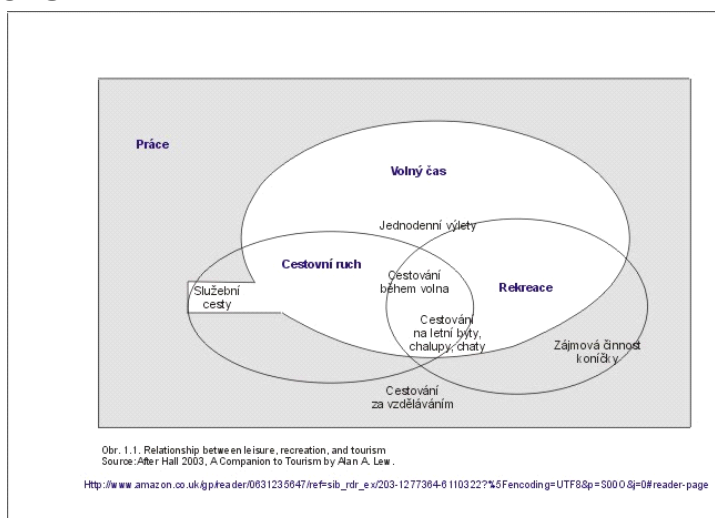 Práce
Volný čas
Jednodenní výlety
Cestovní ruch
Cestování
během volna
Rekreace
Služební
cesty
Cestování
na letní byty,
chalupy, chaty
Zájmová činnost
koníčky
Cestování
za vzděláváním
Obr. 1.1. Relationship between leisure, recreation, and tourism
Source: After Hall 2003, A Companion to Tourism by Alan A. Lew.
Http://www.amazon.co.uk/gp/reader/0631235647/ref=sib_rdr_ex/203-1277364-6110322?%5Fencoding=UTF8&p=S00O&j=0#reader-page